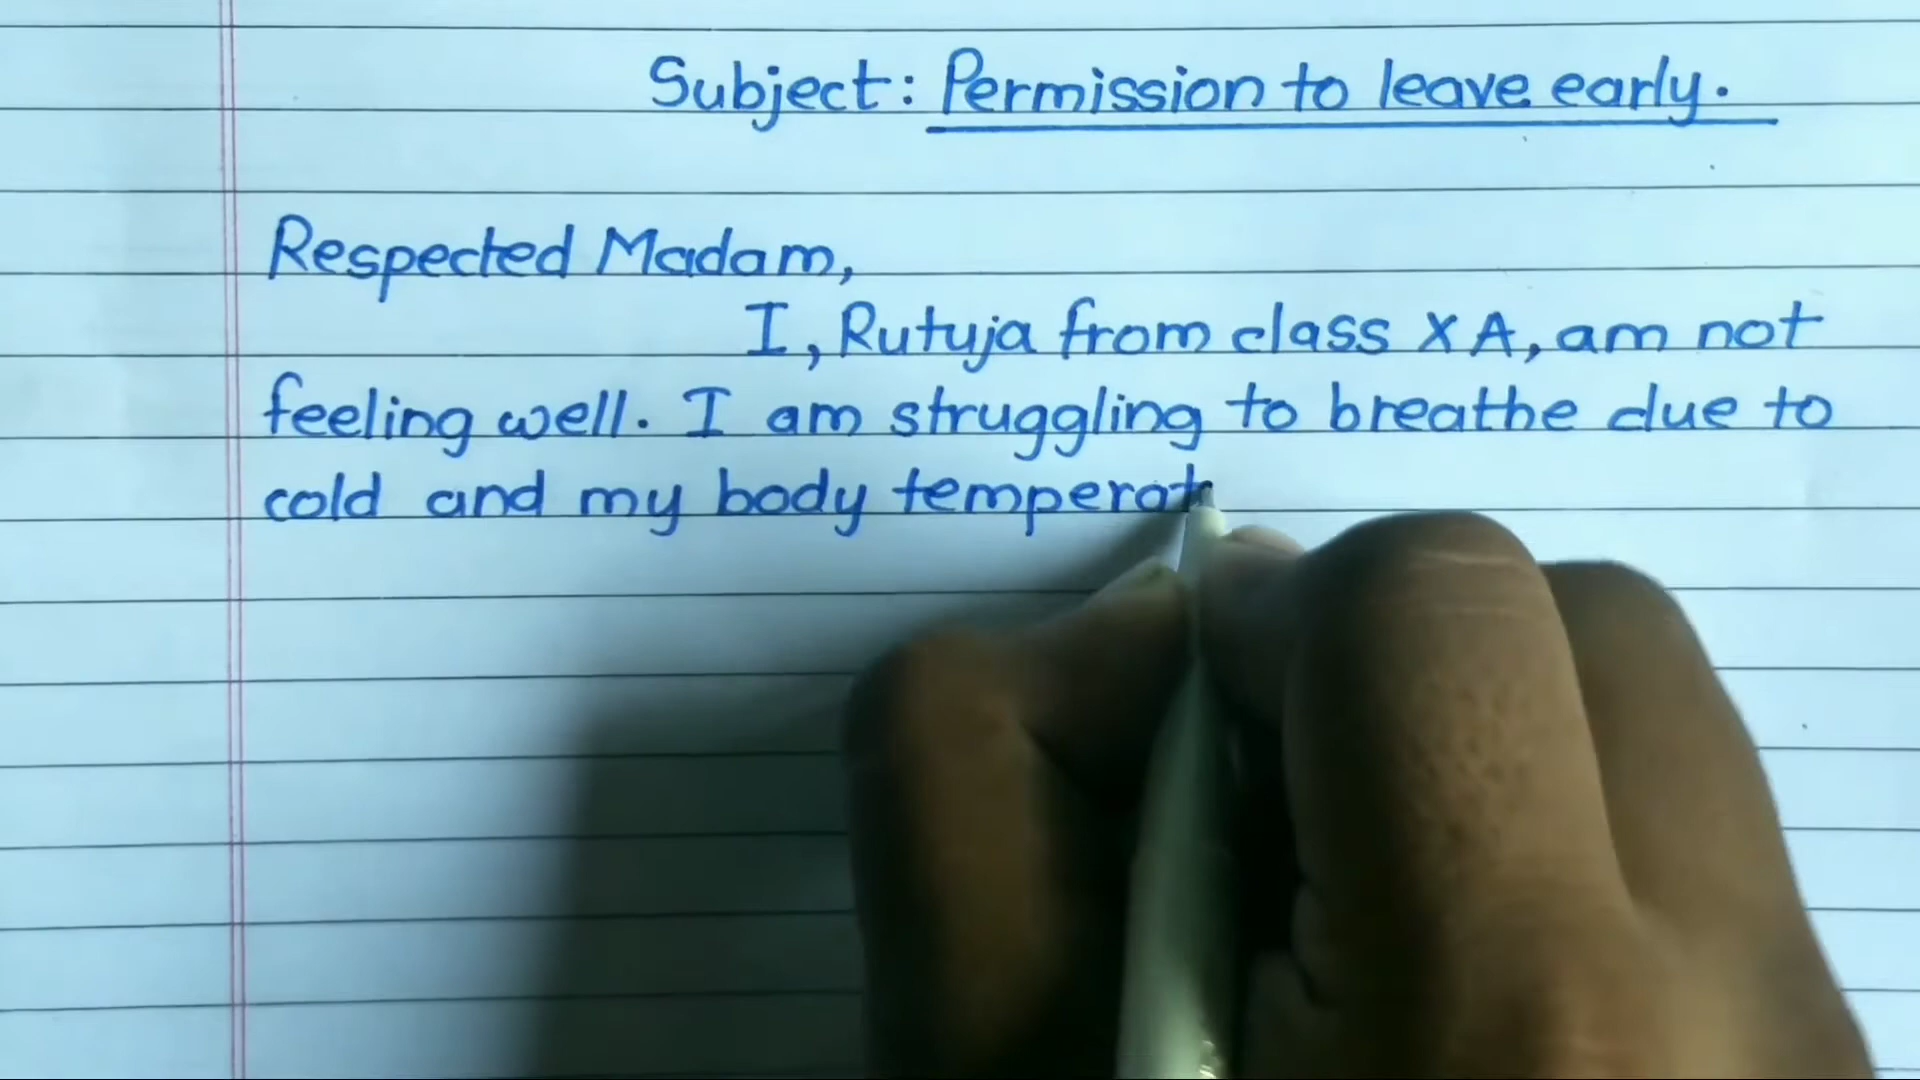 Subject: Permission to leave early.
Respected Madam,
I, Rutuja from class X A, am not
feeling well. I am struggling to breathe due to
cold and my body temperat